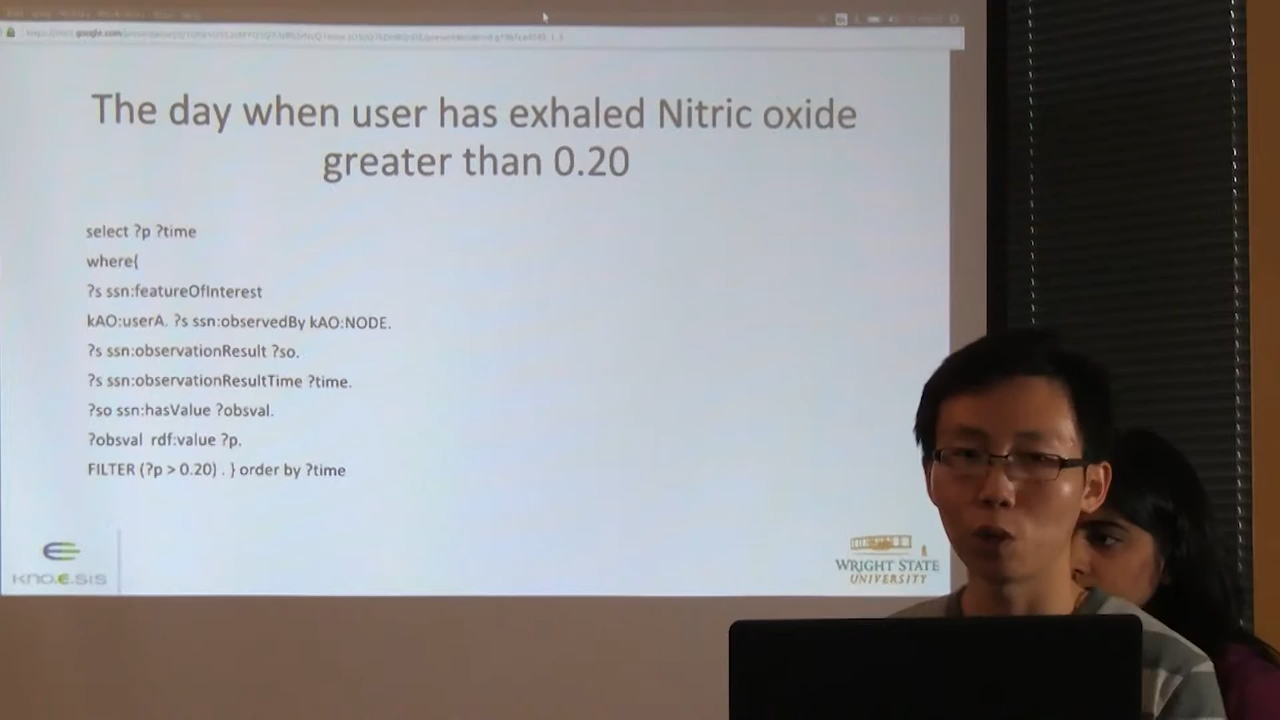 google.com
The day when user has exhaled Nitric oxide
greater than 0.20
select ?p ?time
where{
?s ssn:featureOfInterest
kAO:userA. ?s ssn:observedBy kAO:NODE.
?s ssn:observationResult ?so.
?s ssn:observationResultTime ?time.
?so ssn:hasValue ?obsval.
?obsval rdf:value ?p.
FILTER (?p > 0.20) . } order by ?time
kno.e.sis
WRIGHT STATE
UNIVERSITY